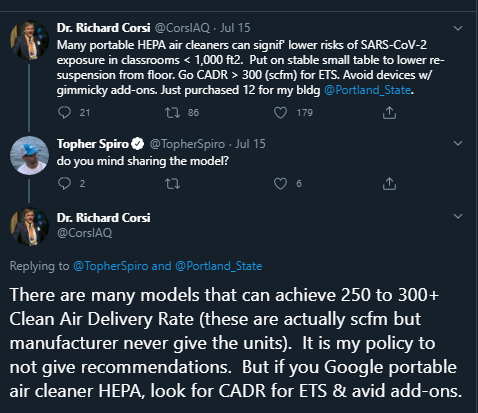 Dr. Richard Corsi @CorsIAQ · Jul 15
Many portable HEPA air cleaners can signif' lower risks of SARS-CoV-2
exposure in classrooms < 1,000 ft2.  Put on stable small table to lower re-
suspension from floor. Go CADR > 300 (scfm) for ETS. Avoid devices w/
gimmicky add-ons. Just purchased 12 for my bldg @Portland_State.
21 86 179
Topher Spiro @TopherSpiro · Jul 15
do you mind sharing the model?
2 6
Dr. Richard Corsi
@CorsIAQ
Replying to @TopherSpiro and @Portland_State
There are many models that can achieve 250 to 300+
Clean Air Delivery Rate (these are actually scfm but
manufacturer never give the units).  It is my policy to
not give recommendations.  But if you Google portable
air cleaner HEPA, look for CADR for ETS & avid add-ons.